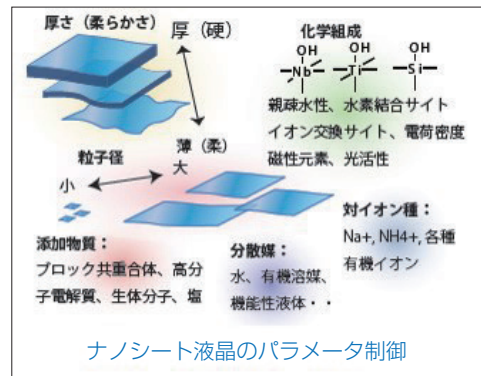 厚さ（柔らかさ）
厚（硬）
薄（柔）
化学組成
OH
OH
OH
Nb
Ti
Si
親疎水性、水素結合サイト
イオン交換サイト、電荷密度
磁性元素、光活性
粒子径
小
大
対イオン種：
Na+, NH4+, 各種
有機イオン
添加物質：
ブロック共重合体、高分
子電解質、生体分子、塩
分散媒：
水、有機溶媒、
機能性液体・・
ナノシート液晶のパラメータ制御